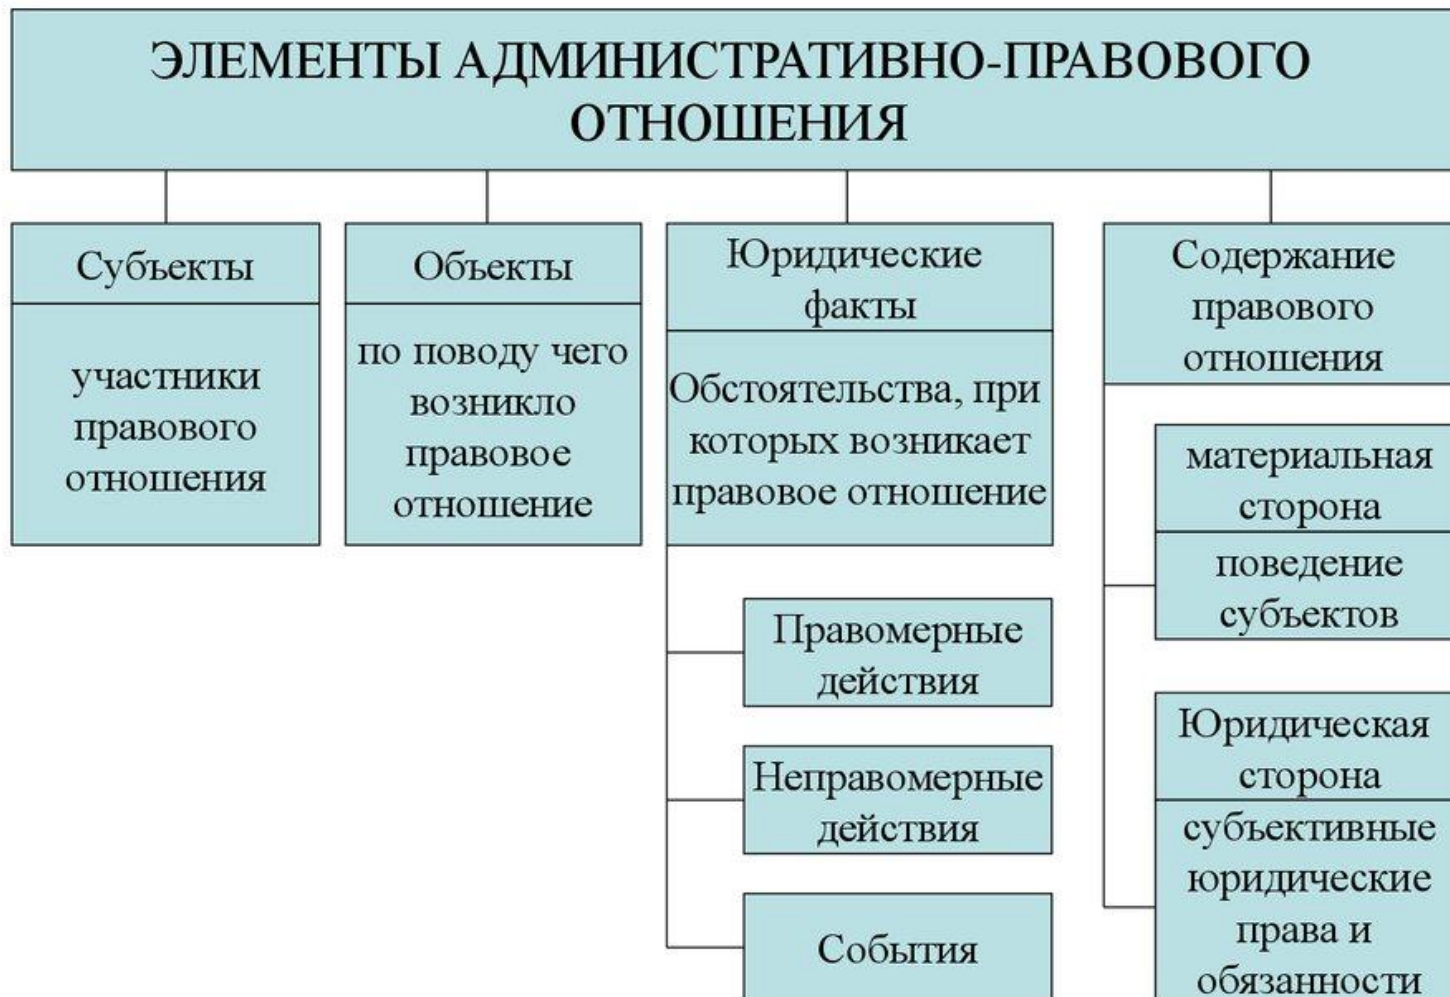 ЭЛЕМЕНТЫ АДМИНИСТРАТИВНО-ПРАВОВОГО
ОТНОШЕНИЯ
Субъекты
участники
правового
отношения
Объекты
по поводу чего
возникло
правовое
отношение
Юридические
факты
Обстоятельства, при
которых возникает
правовое отношение
Правомерные
действия
Неправомерные
действия
События
Содержание
правового
отношения
материальная
сторона
поведение
субъектов
Юридическая
сторона
субъективные
юридические
права и
обязанности